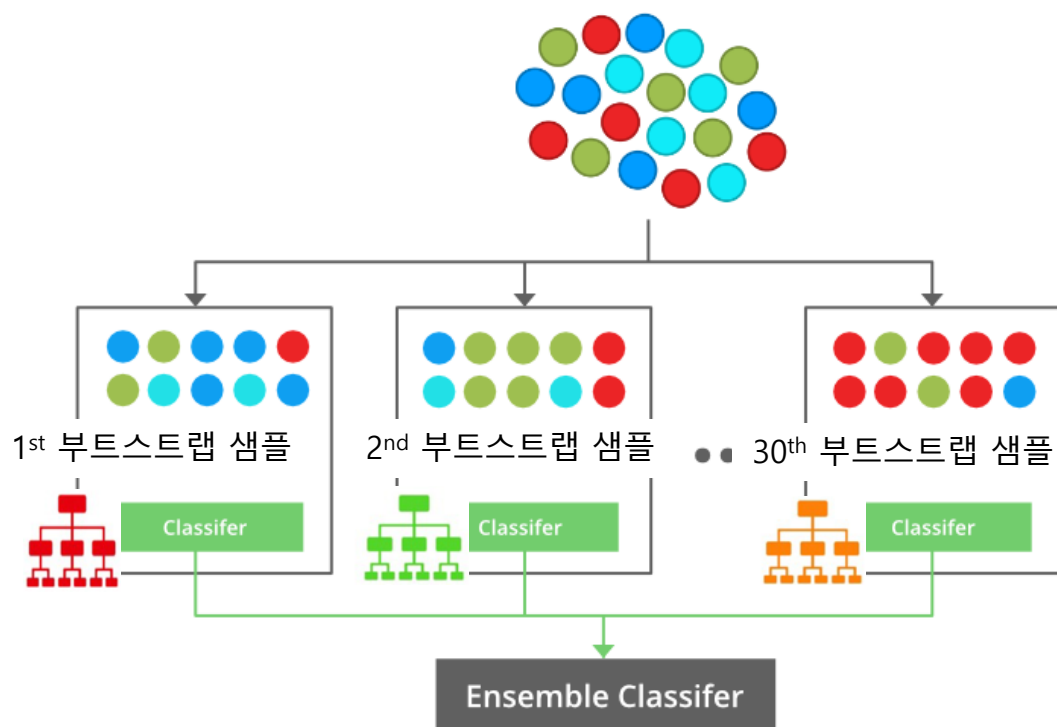 1st 부트스트랩 샘플
2nd 부트스트랩 샘플
30th 부트스트랩 샘플
Classifer
Classifer
Classifer
Ensemble Classifer